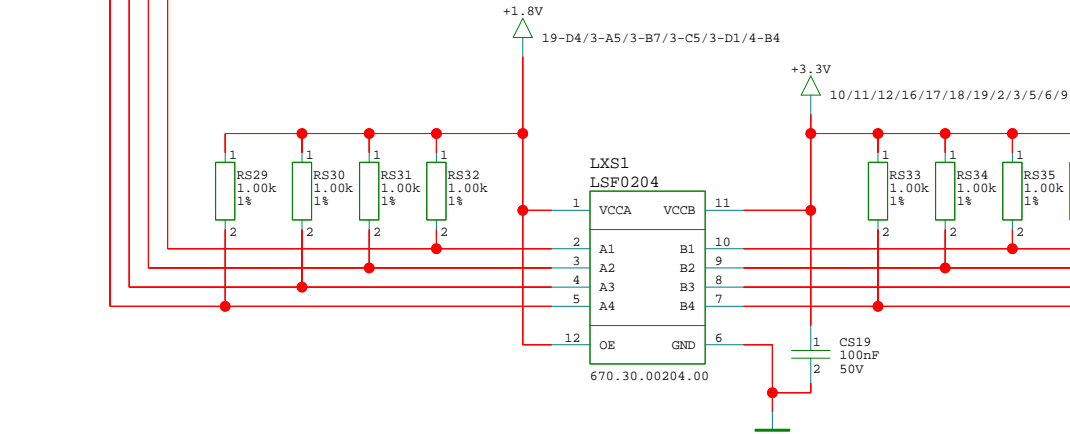 +1.8V
19-D4/3-A5/3-B7/3-C5/3-D1/4-B4
+3.3V
10/11/12/16/17/18/19/2/3/5/6/9
1 1 1 1
RS29 RS30 RS31 RS32
1.00k 1.00k 1.00k 1.00k
1% 1% 1% 1%
2 2 2 2
LXS1
LSF0204
1 1 1
RS33 RS34 RS35
1.00k 1.00k 1.00k
1% 1% 1%
2 2 2
1 VCCA VCCB 11
2 A1 B1 10
3 A2 B2 9
4 A3 B3 8
5 A4 B4 7
12 OE GND 6
670.30.00204.00
1 CS19
100nF
2 50V